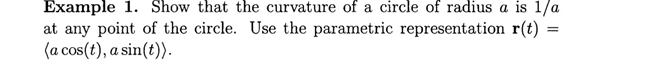 Example 1. Show that the curvature of a circle of radius a is 1/a
at any point of the circle. Use the parametric representation r(t) =
⟨a cos(t), a sin(t)⟩.